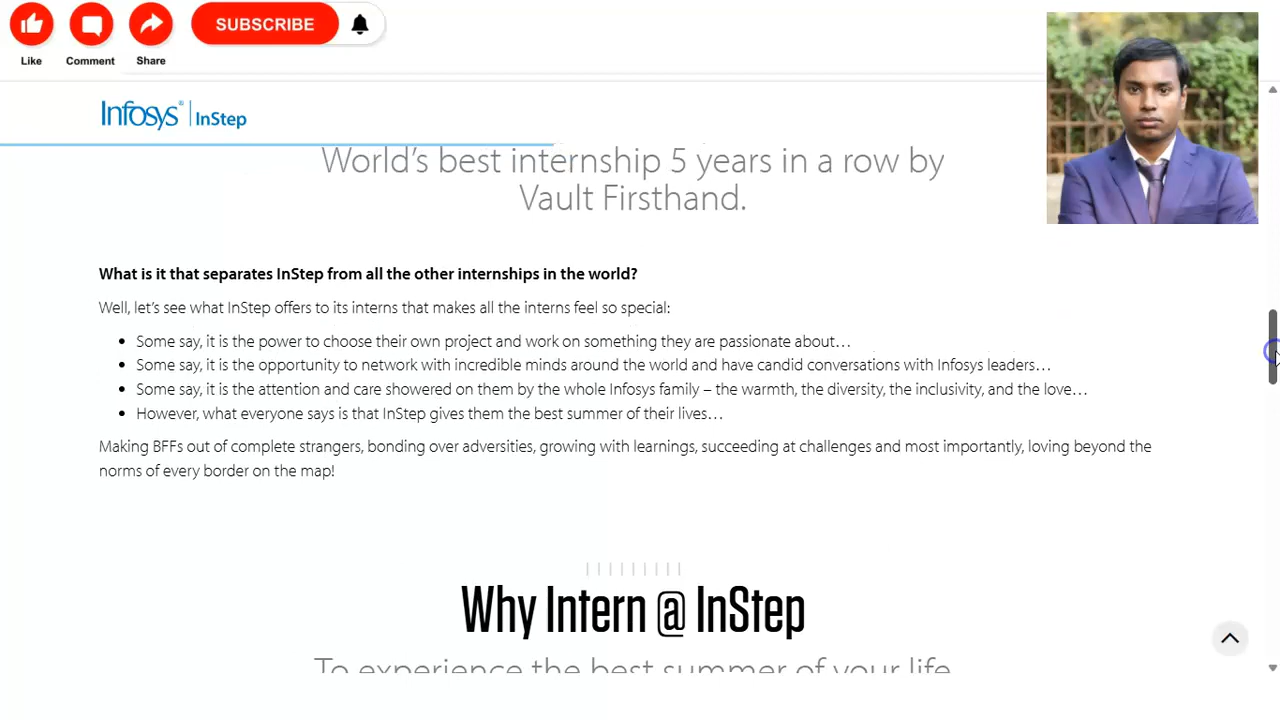 SUBSCRIBE
Like
Comment
Share
Infosys® | InStep
World's best internship 5 years in a row by
Vault Firsthand.
What is it that separates InStep from all the other internships in the world?
Well, let's see what InStep offers to its interns that makes all the interns feel so special:
• Some say, it is the power to choose their own project and work on something they are passionate about…
• Some say, it is the opportunity to network with incredible minds around the world and have candid conversations with Infosys leaders…
• Some say, it is the attention and care showered on them by the whole Infosys family – the warmth, the diversity, the inclusivity, and the love…
• However, what everyone says is that InStep gives them the best summer of their lives…
Making BFFs out of complete strangers, bonding over adversities, growing with learnings, succeeding at challenges and most importantly, loving beyond the
norms of every border on the map!
Why Intern @ InStep
To experience the best summer of your life